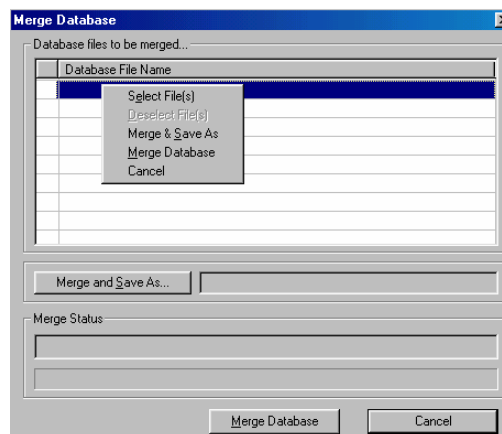 Merge Database
Database files to be merged...
Database File Name
Select File(s)
Deselect File(s)
Merge & Save As
Merge Database
Cancel
Merge and Save As...
Merge Status
Merge Database
Cancel